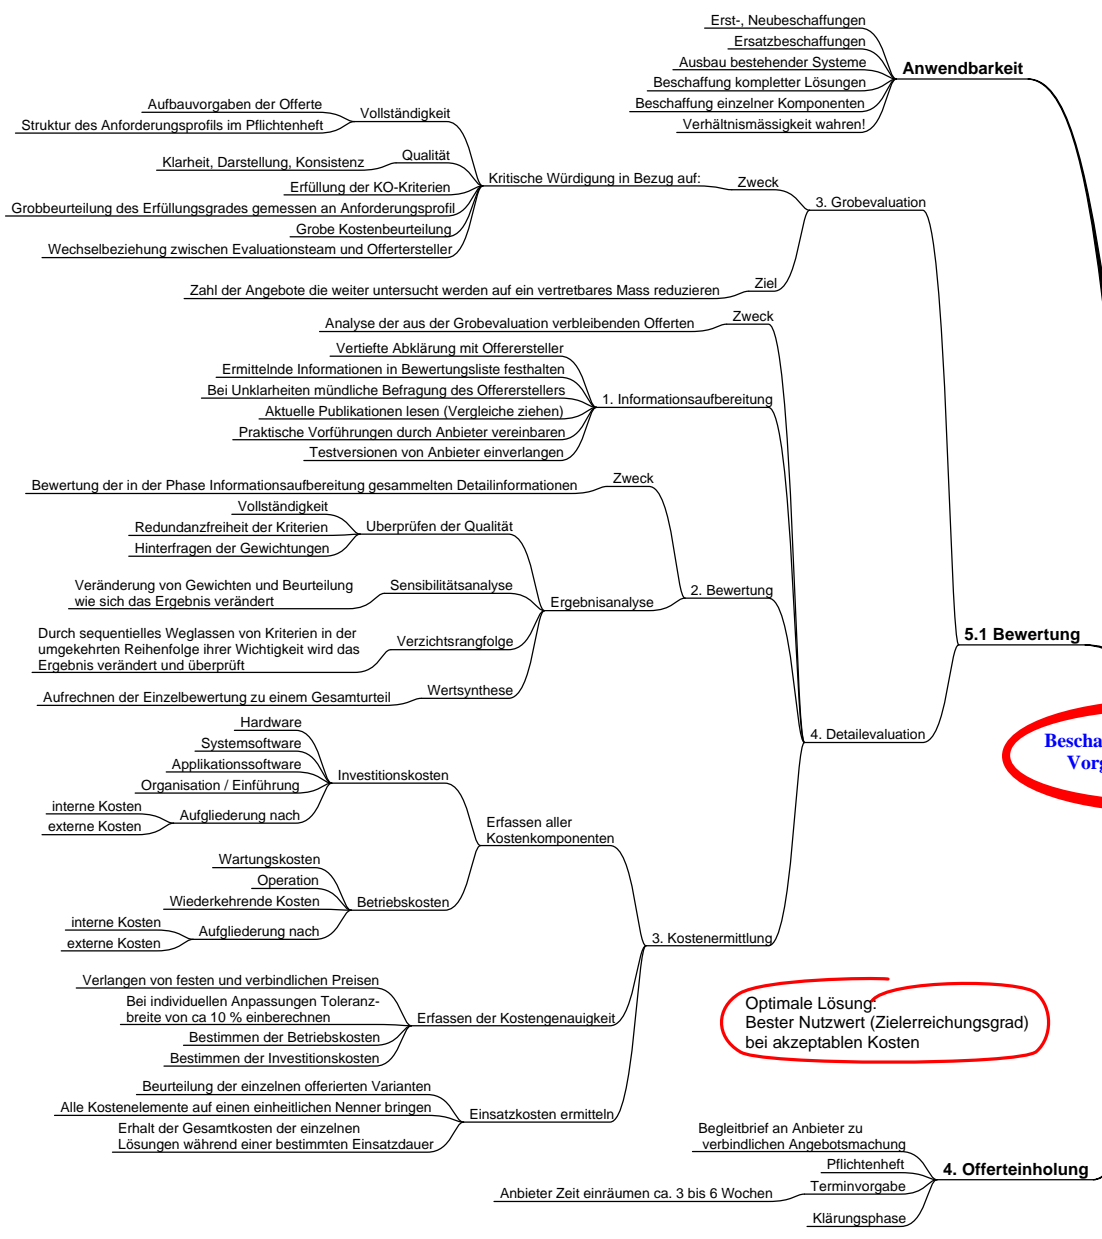 Erst-, Neubeschaffungen
Ersatzbeschaffungen
Ausbau bestehender Systeme
Beschaffung kompletter Lösungen
Beschaffung einzelner Komponenten
Verhältnismässigkeit wahren!
Anwendbarkeit
Aufbauvorgaben der Offerte
Struktur des Anforderungsprofils im Pflichtenheft
Vollständigkeit
Klarheit, Darstellung, Konsistenz
Qualität
Erfüllung der KO-Kriterien
Grobbeurteilung des Erfüllungsgrades gemessen an Anforderungsprofil
Grobe Kostenbeurteilung
Wechselbeziehung zwischen Evaluationsteam und Offertersteller
Kritische Würdigung in Bezug auf:
Zweck
3. Grobevaluation
Zahl der Angebote die weiter untersucht werden auf ein vertretbares Mass reduzieren
Ziel
Analyse der aus der Grobevaluation verbleibenden Offerten
Zweck
Vertiefte Abklärung mit Offerersteller
Ermittelnde Informationen in Bewertungsliste festhalten
Bei Unklarheiten mündliche Befragung des Offererstellers
Aktuelle Publikationen lesen (Vergleiche ziehen)
Praktische Vorführungen durch Anbieter vereinbaren
Testversionen von Anbieter einverlangen
1. Informationsaufbereitung
Bewertung der in der Phase Informationsaufbereitung gesammelten Detailinformationen
Zweck
Vollständigkeit
Redundanzfreiheit der Kriterien
Hinterfragen der Gewichtungen
Uberprüfen der Qualität
Veränderung von Gewichten und Beurteilung
wie sich das Ergebnis verändert
Sensibilitätsanalyse
Durch sequentielles Weglassen von Kriterien in der
umgekehrten Reihenfolge ihrer Wichtigkeit wird das
Ergebnis verändert und überprüft
Verzichtsrangfolge
Aufrechnen der Einzelbewertung zu einem Gesamturteil
Wertsynthese
Ergebnisanalyse
2. Bewertung
5.1 Bewertung
4. Detailevaluation
Bescha
Vorg
Hardware
Systemsoftware
Applikationssoftware
Organisation / Einführung
interne Kosten
externe Kosten
Aufgliederung nach
Investitionskosten
Erfassen aller
Kostenkomponenten
Wartungskosten
Operation
Wiederkehrende Kosten
interne Kosten
externe Kosten
Aufgliederung nach
Betriebskosten
3. Kostenermittlung
Verlangen von festen und verbindlichen Preisen
Bei individuellen Anpassungen Toleranz-
breite von ca 10 % einberechnen
Bestimmen der Betriebskosten
Bestimmen der Investitionskosten
Erfassen der Kostengenauigkeit
Beurteilung der einzelnen offerierten Varianten
Alle Kostenelemente auf einen einheitlichen Nenner bringen
Erhalt der Gesamtkosten der einzelnen
Lösungen während einer bestimmten Einsatzdauer
Einsatzkosten ermitteln
Optimale Lösung:
Bester Nutzwert (Zielerreichungsgrad)
bei akzeptablen Kosten
Begleitbrief an Anbieter zu
verbindlichen Angebotsmachung
Pflichtenheft
Anbieter Zeit einräumen ca. 3 bis 6 Wochen
Terminvorgabe
Klärungsphase
4. Offerteinholung